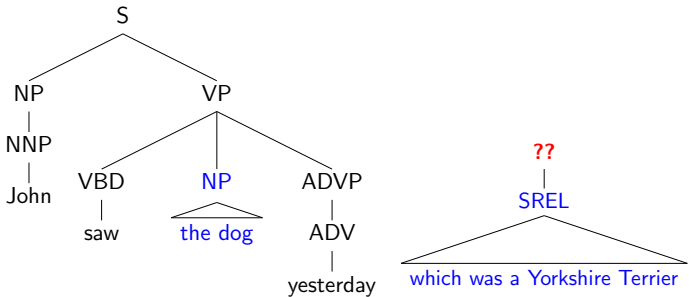 S
NP VP
NNP ??
John VBD NP ADVP SREL
saw the dog ADV
yesterday which was a Yorkshire Terrier